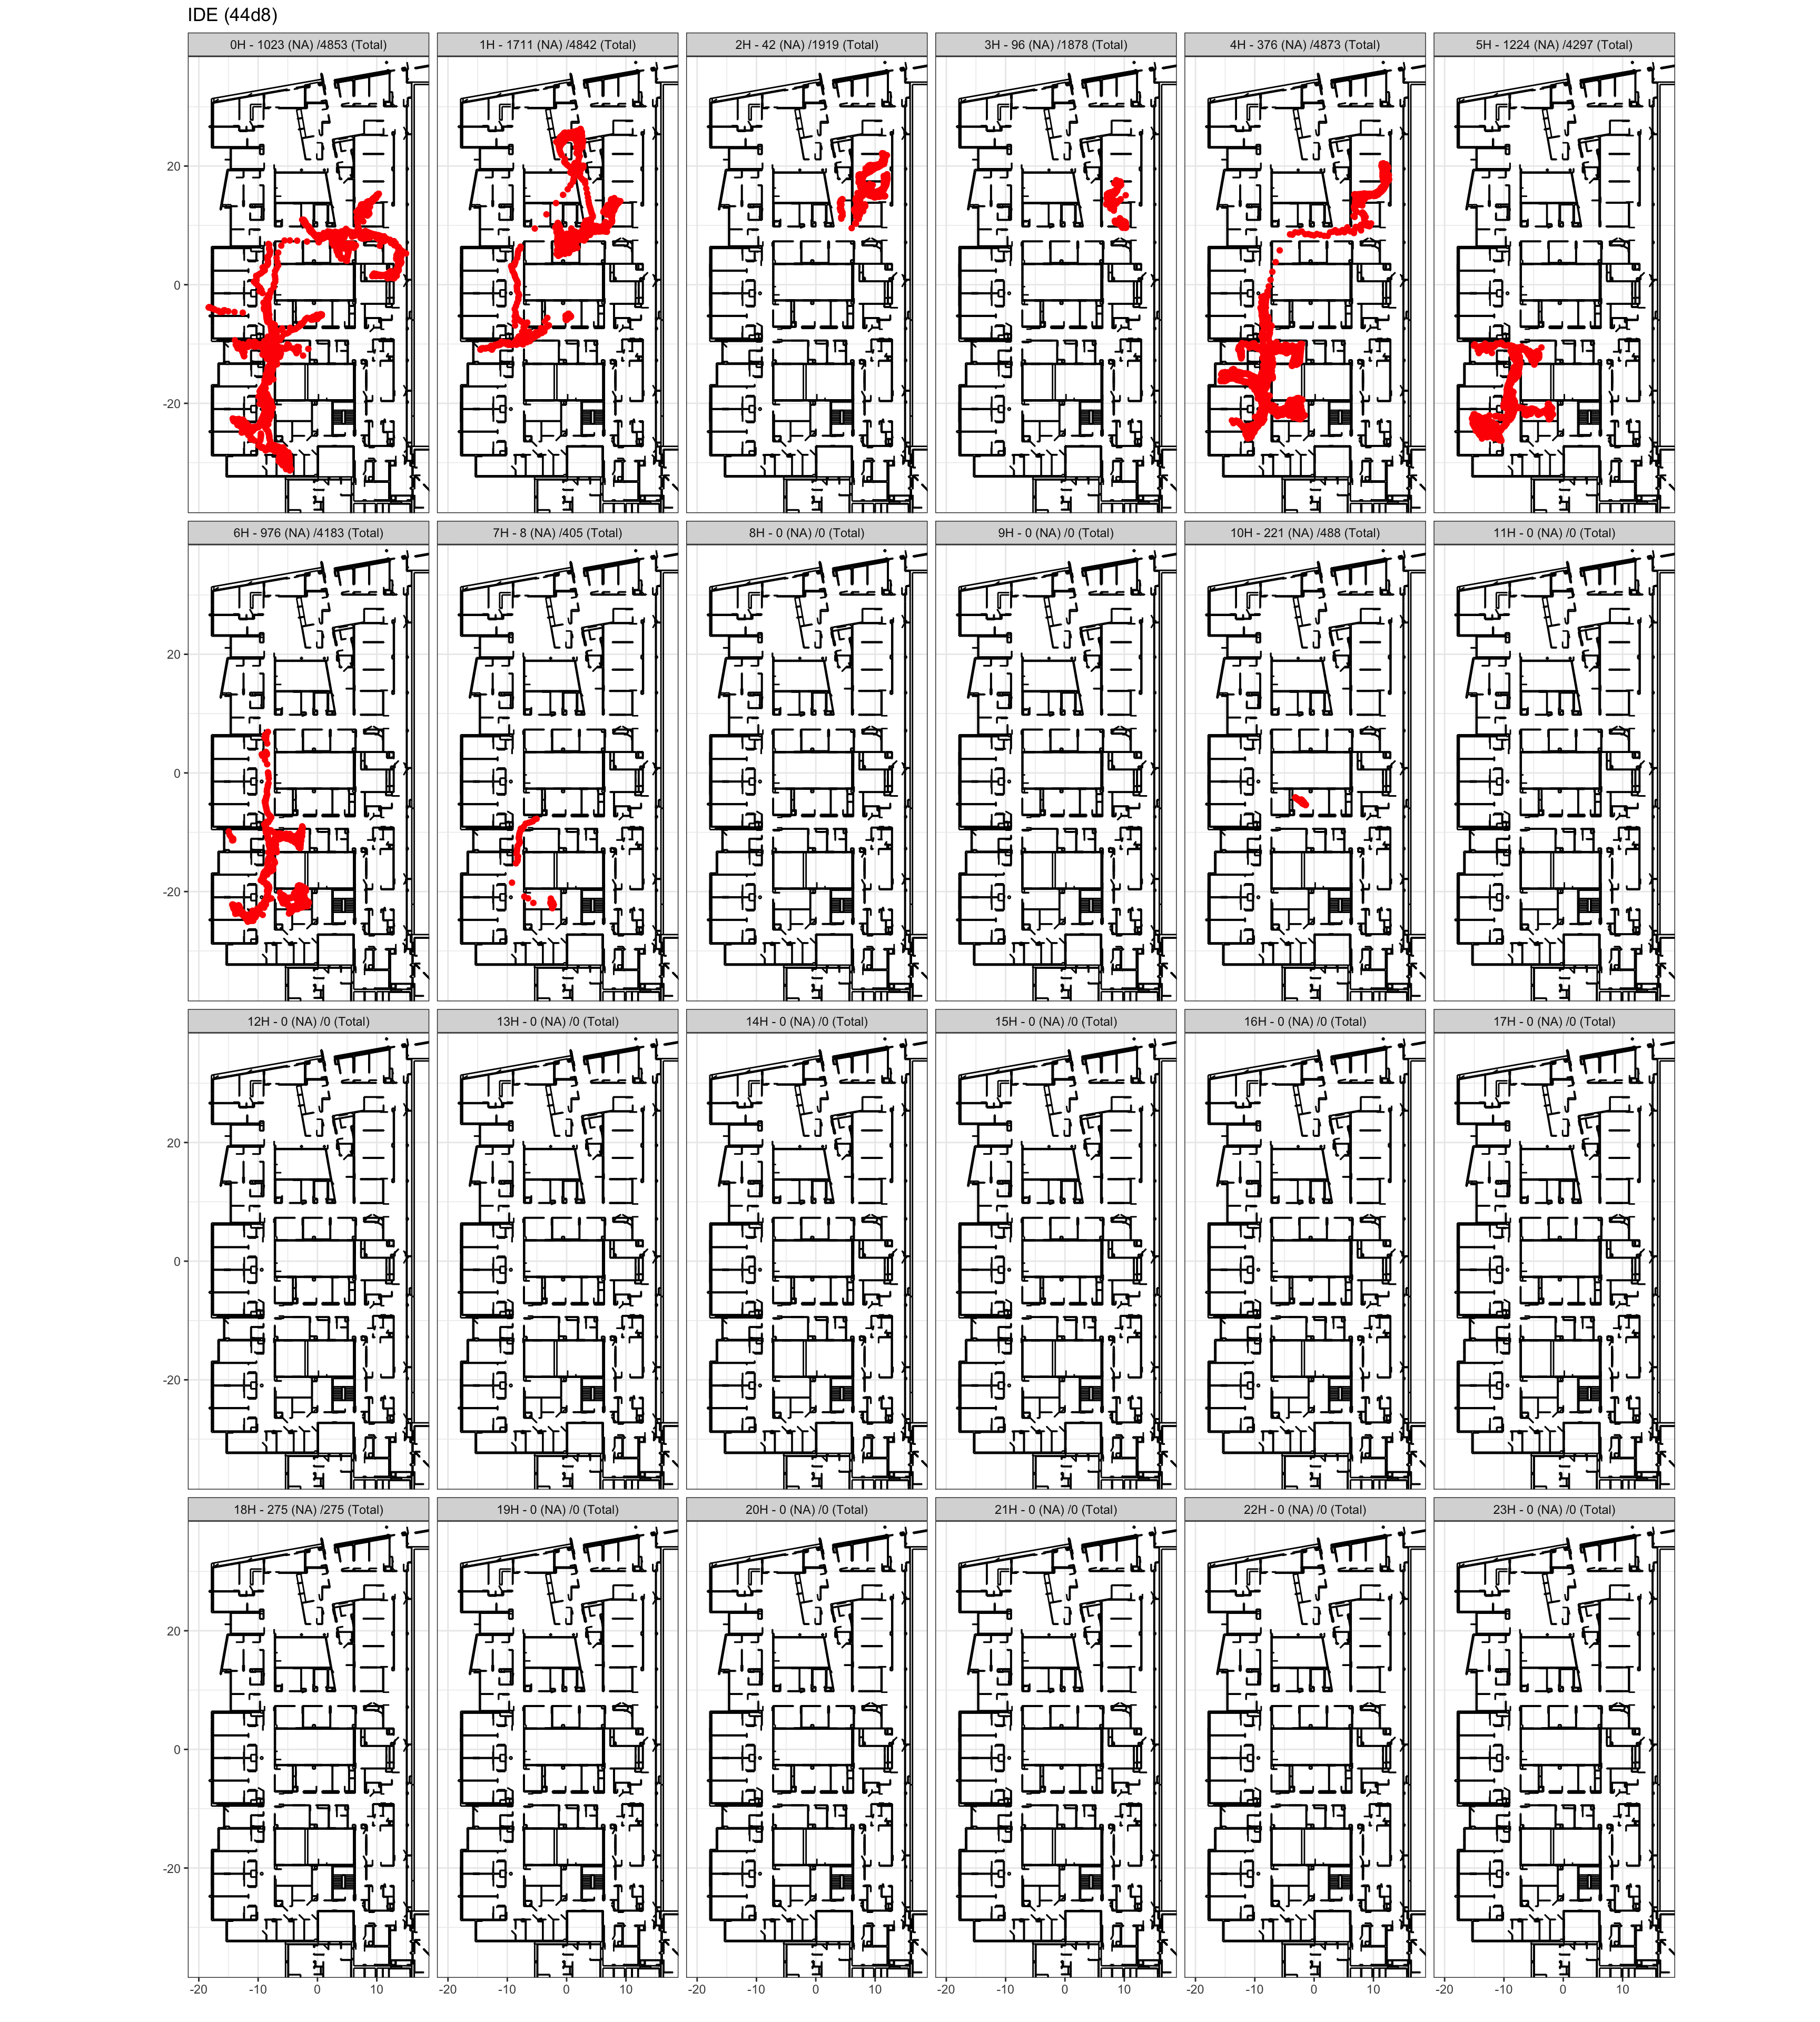 IDE (44d8)
0H - 1023 (NA) /4853 (Total) 1H - 1711 (NA) /4842 (Total) 2H - 42 (NA) /1919 (Total) 3H - 96 (NA) /1878 (Total) 4H - 376 (NA) /4873 (Total) 5H - 1224 (NA) /4297 (Total)
20
0
-20
6H - 976 (NA) /4183 (Total) 7H - 8 (NA) /405 (Total) 8H - 0 (NA) /0 (Total) 9H - 0 (NA) /0 (Total) 10H - 221 (NA) /488 (Total) 11H - 0 (NA) /0 (Total)
20
0
-20
12H - 0 (NA) /0 (Total) 13H - 0 (NA) /0 (Total) 14H - 0 (NA) /0 (Total) 15H - 0 (NA) /0 (Total) 16H - 0 (NA) /0 (Total) 17H - 0 (NA) /0 (Total)
20
0
-20
18H - 275 (NA) /275 (Total) 19H - 0 (NA) /0 (Total) 20H - 0 (NA) /0 (Total) 21H - 0 (NA) /0 (Total) 22H - 0 (NA) /0 (Total) 23H - 0 (NA) /0 (Total)
20
0
-20
-20 -10 0 10 -20 -10 0 10 -20 -10 0 10 -20 -10 0 10 -20 -10 0 10 -20 -10 0 10